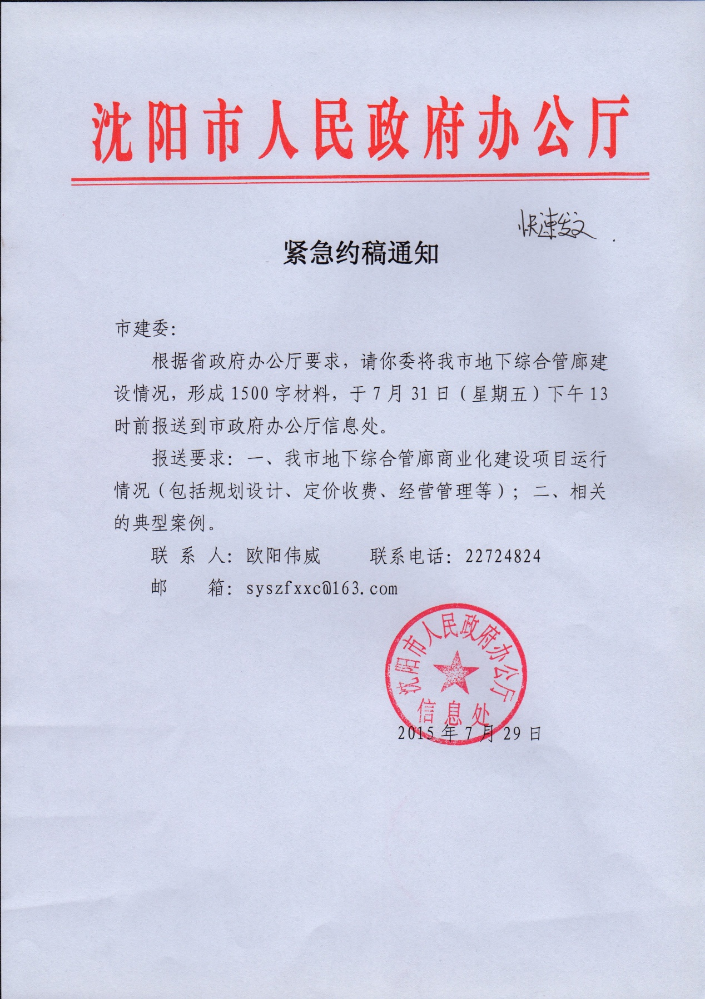 沈阳市人民政府办公厅
快速发文
紧急约稿通知
市建委：
根据省政府办公厅要求，请你委将我市地下综合管廊建
设情况，形成1500字材料，于7月31日（星期五）下午13
时前报送到市政府办公厅信息处。
报送要求：一、我市地下综合管廊商业化建设项目运行
情况（包括规划设计、定价收费、经营管理等）；二、相关
的典型案例。
联 系 人：欧阳伟威 联系电话：22724824
邮 箱：syszfxxc@163.com
沈阳市人民政府办公厅
信息处
2015年7月29日